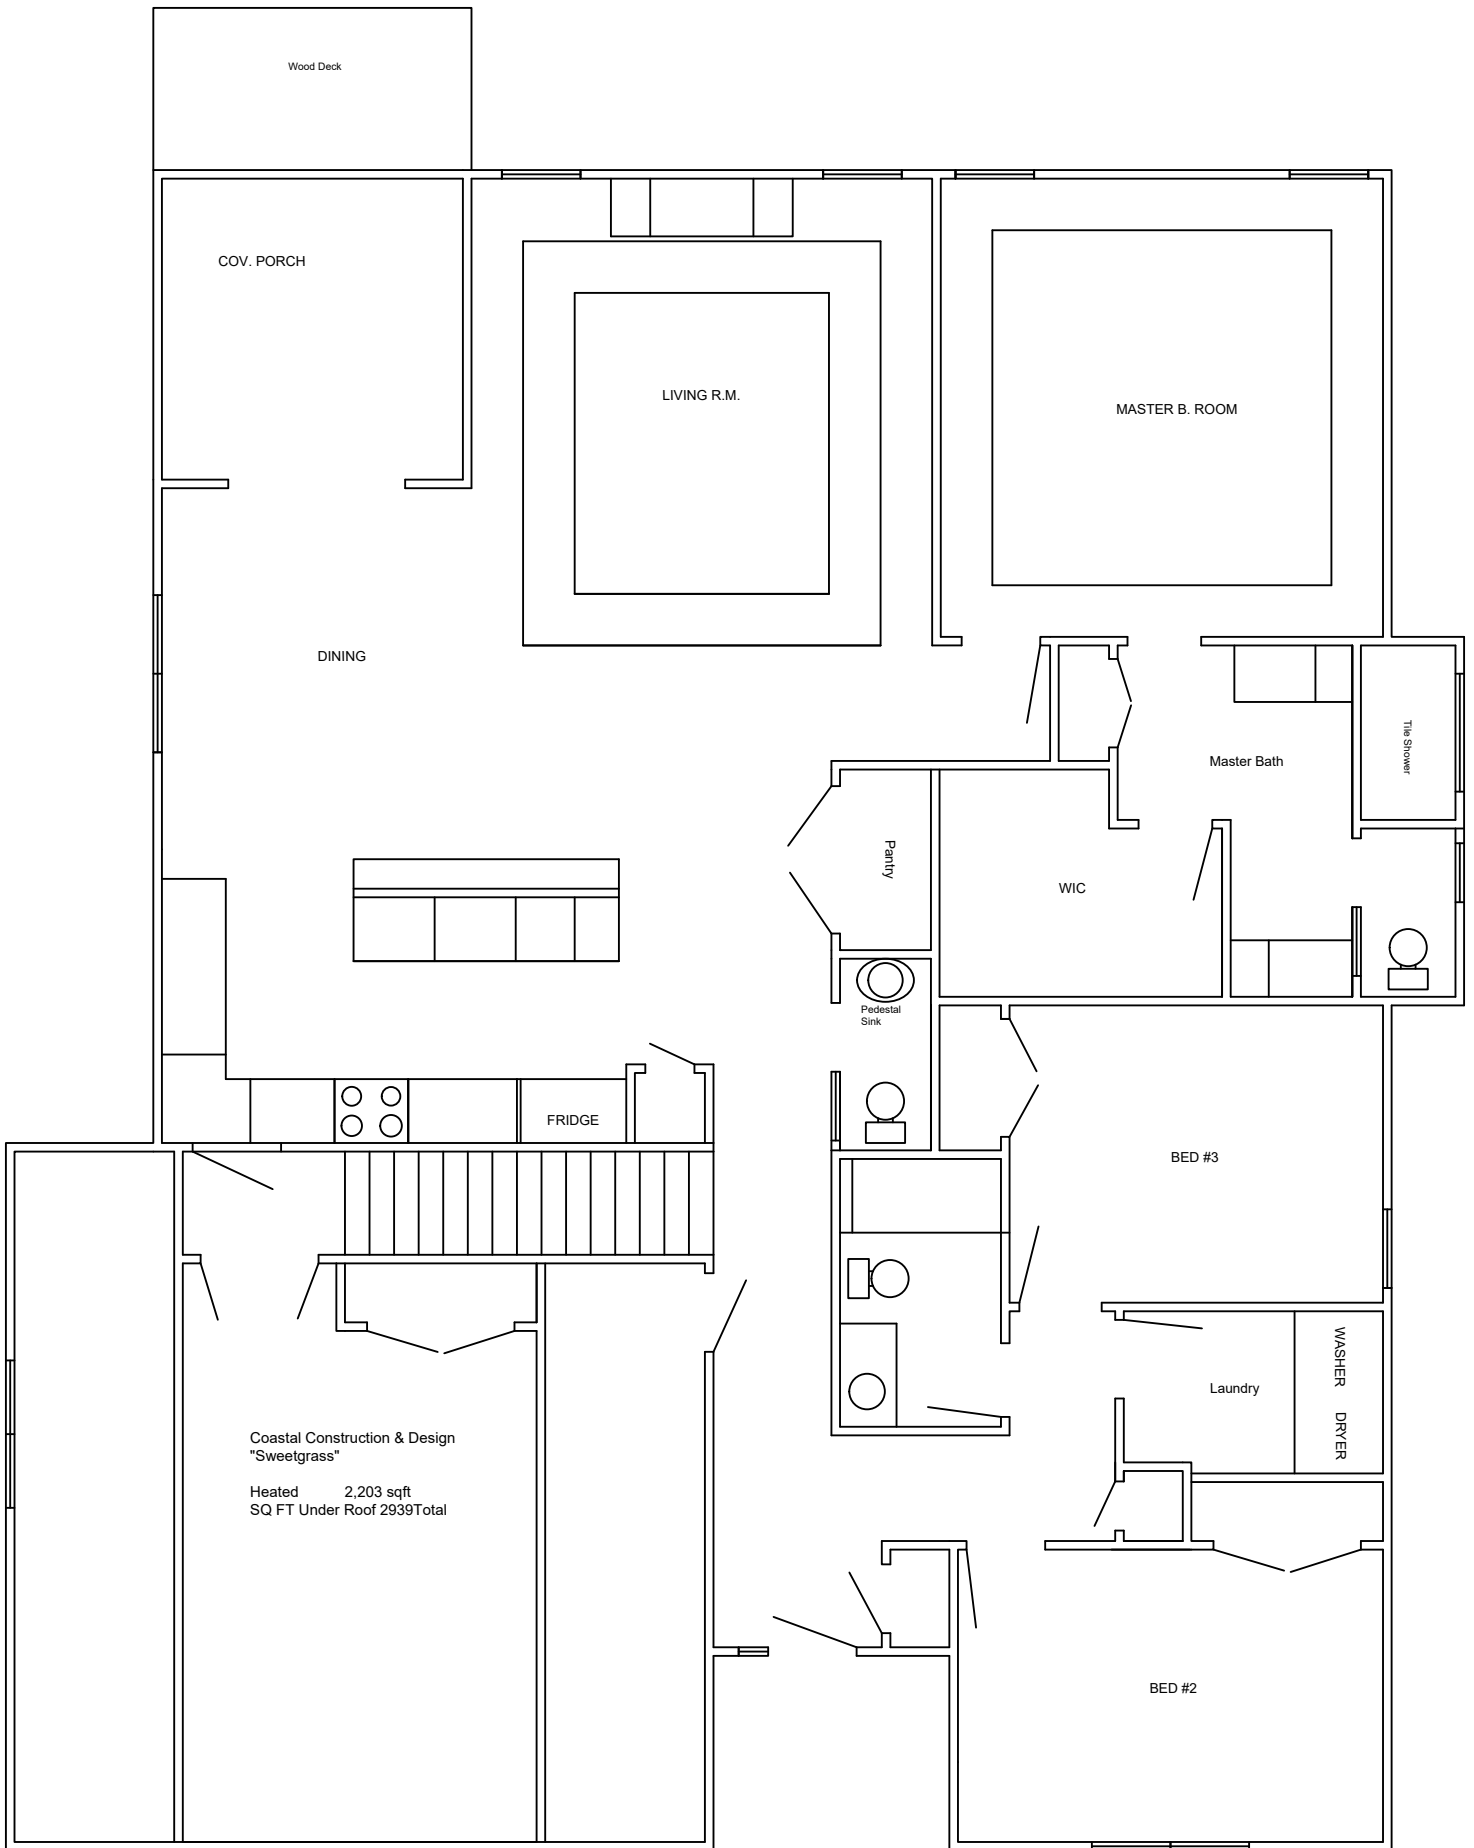 Wood Deck
COV. PORCH
LIVING R.M.
MASTER B. ROOM
DINING
Tile Shower
Master Bath
Pantry
WIC
Pedestal
Sink
FRIDGE
BED #3
WASHER
DRYER
Laundry
Coastal Construction & Design
"Sweetgrass"
Heated 2,203 sqft
SQ FT Under Roof 2939Total
BED #2